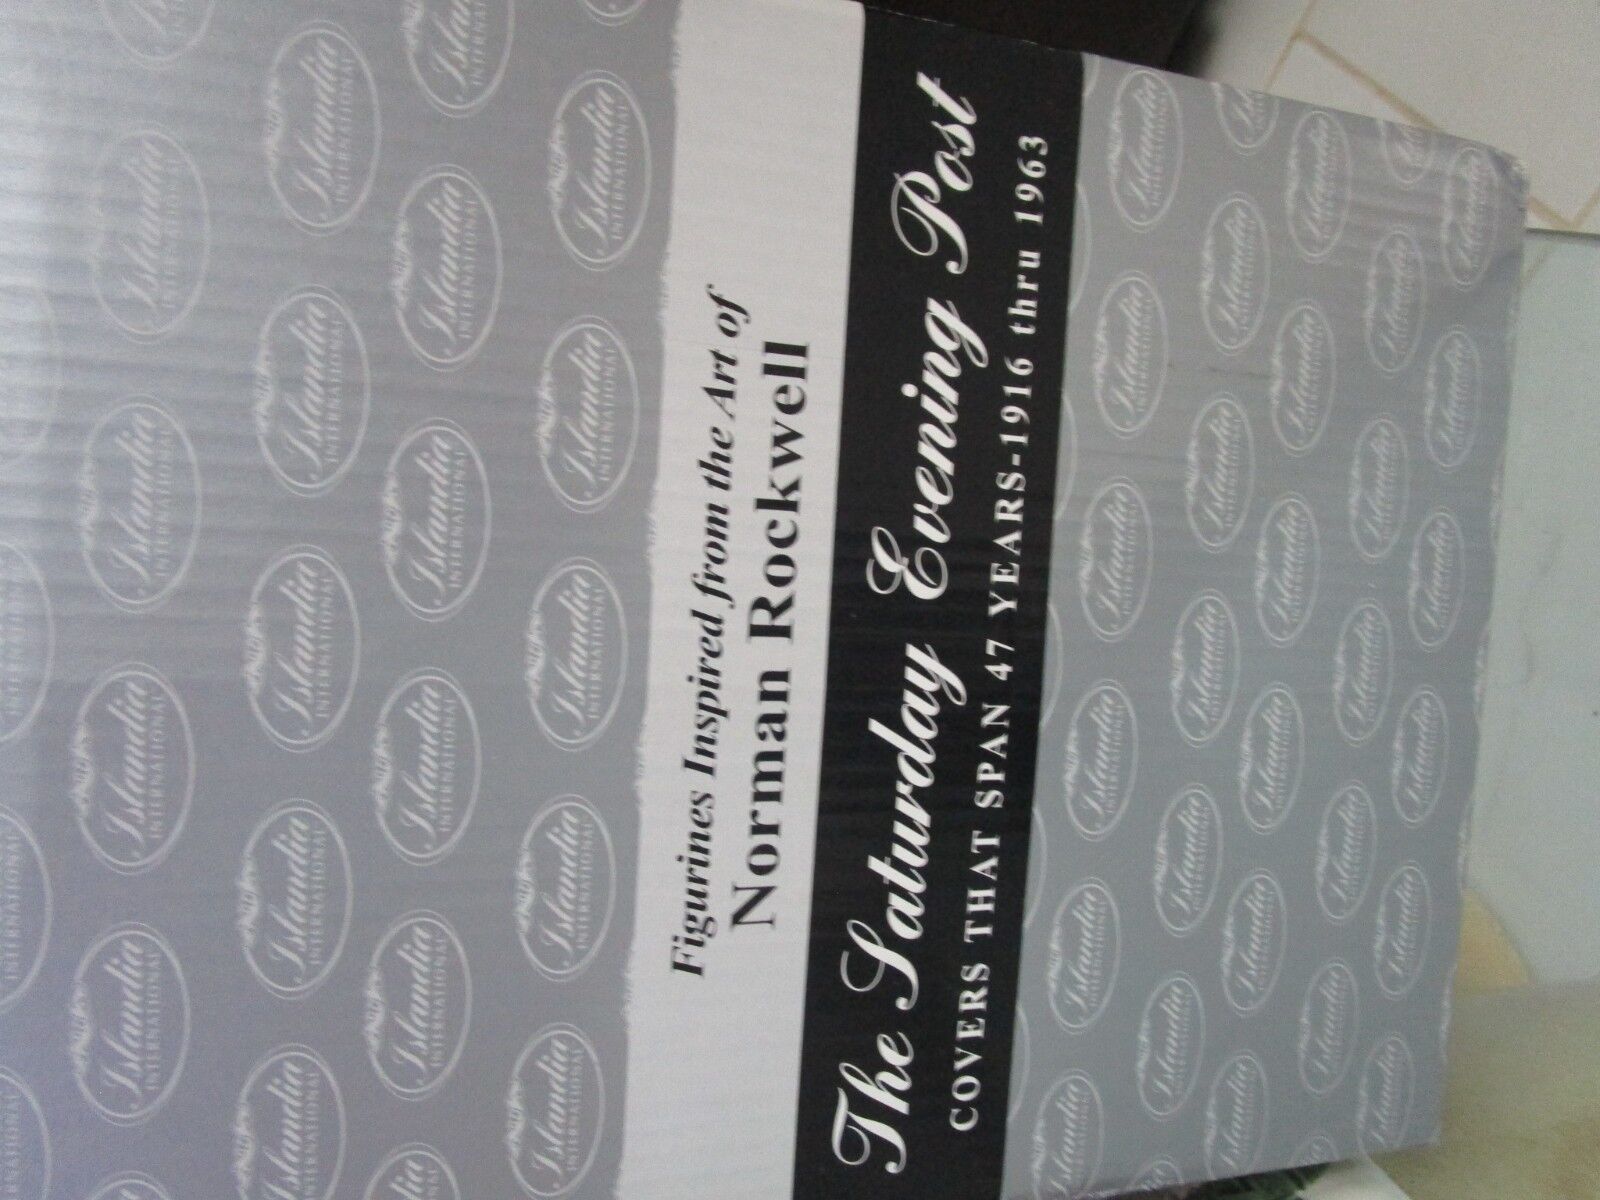 Figurines Inspired from the Art of
Norman Rockwell
The Saturday Evening Post
COVERS THAT SPAN 47 YEARS-1916 thru 1963
Islandia
INTERNATIONAL